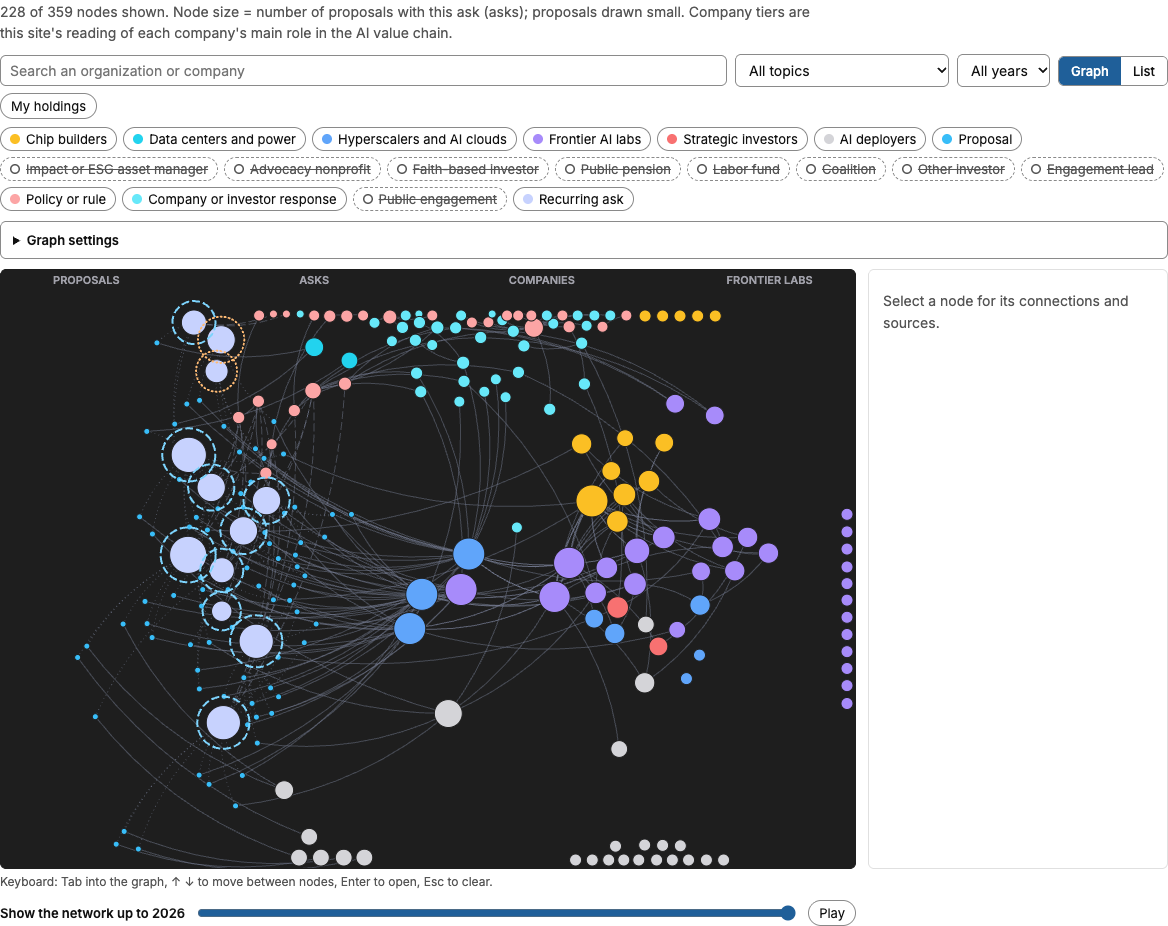 228 of 359 nodes shown. Node size = number of proposals with this ask (asks); proposals drawn small. Company tiers are
this site's reading of each company's main role in the AI value chain.
Search an organization or company
All topics
All years
Graph
List
My holdings
Chip builders
Data centers and power
Hyperscalers and AI clouds
Frontier AI labs
Strategic investors
AI deployers
Proposal
Impact or ESG asset manager
Advocacy nonprofit
Faith-based investor
Public pension
Labor fund
Coalition
Other investor
Engagement lead
Policy or rule
Company or investor response
Public engagement
Recurring ask
Graph settings
PROPOSALS
ASKS
COMPANIES
FRONTIER LABS
Select a node for its connections and
sources.
Keyboard: Tab into the graph, ↑ ↓ to move between nodes, Enter to open, Esc to clear.
Show the network up to 2026
Play